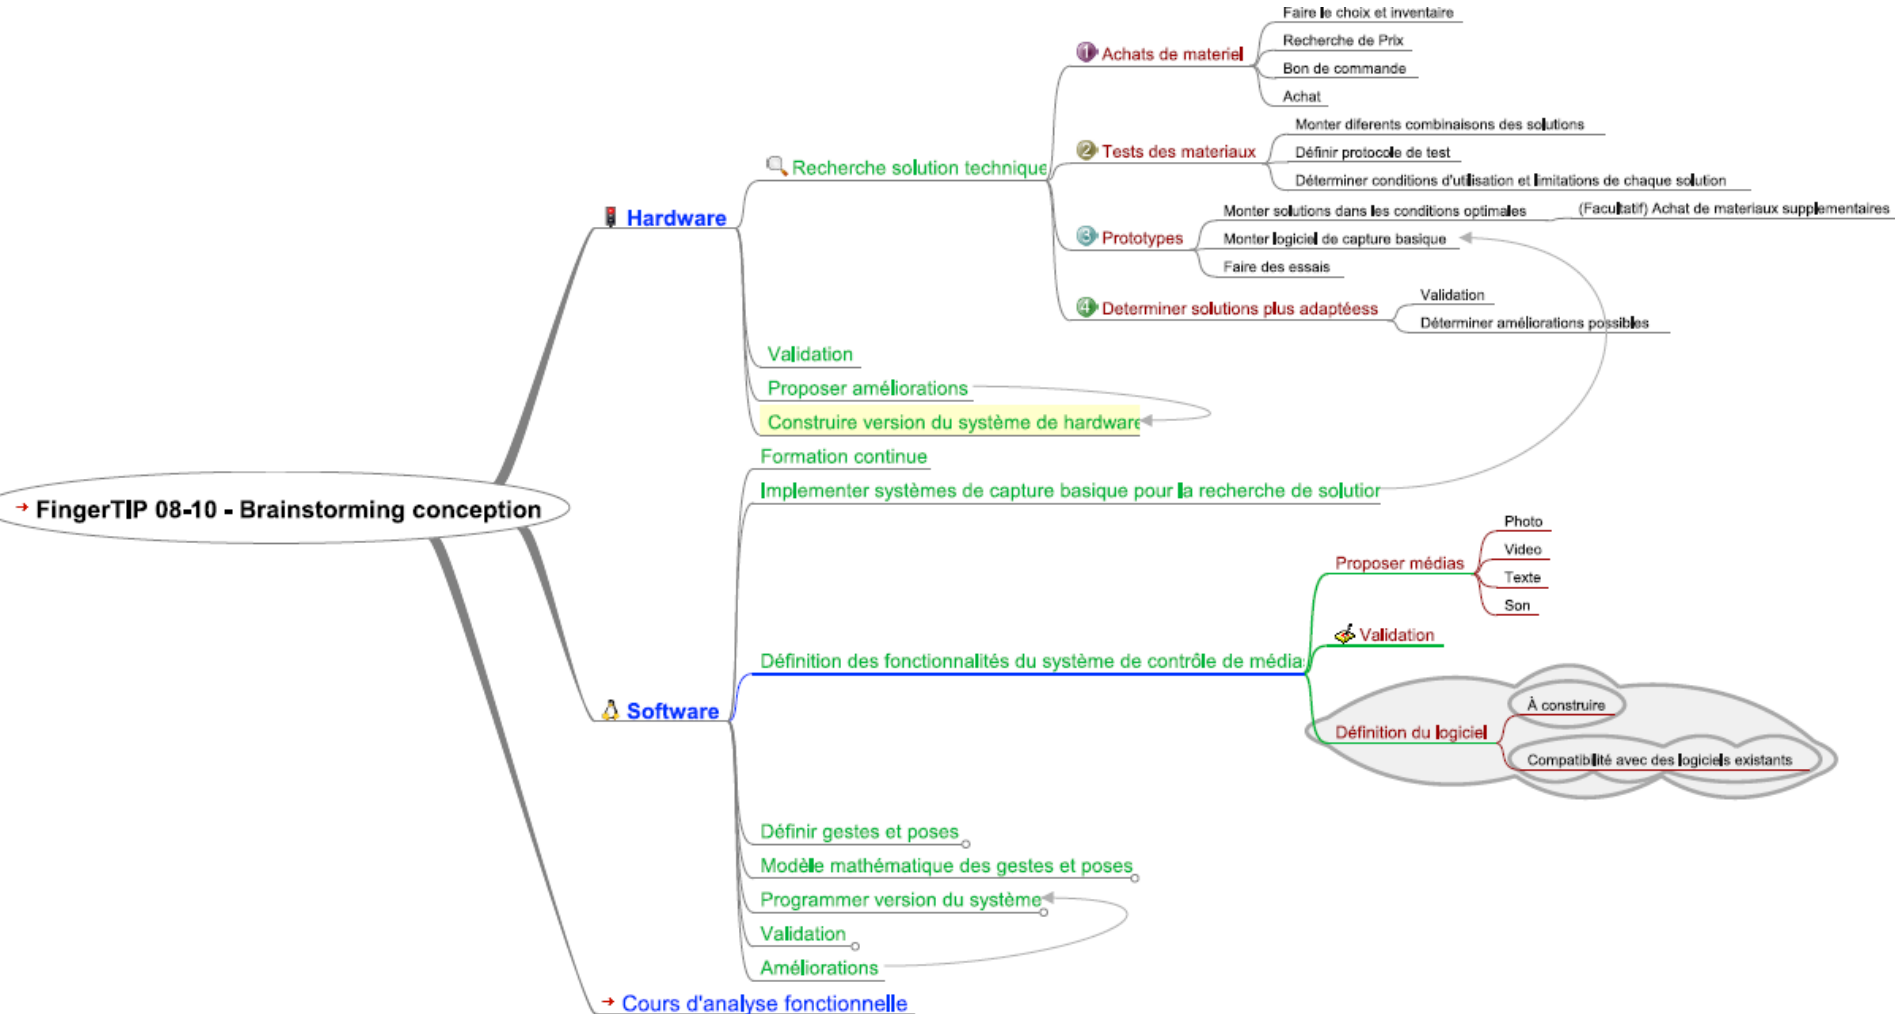 FingerTIP 08-10 - Brainstorming conception
Hardware
Recherche solution technique
1 Achats de materiel
Faire le choix et inventaire
Recherche de Prix
Bon de commande
Achat
2 Tests des materiaux
Monter diferents combinaisons des solutions
Définir protocole de test
Déterminer conditions d'utilisation et limitations de chaque solution
3 Prototypes
Monter solutions dans les conditions optimales
(Facultatif) Achat de materiaux supplementaires
Monter logiciel de capture basique
Faire des essais
4 Determiner solutions plus adaptéess
Validation
Déterminer améliorations possibles
Validation
Proposer améliorations
Construire version du système de hardware
Software
Formation continue
Implementer systèmes de capture basique pour la recherche de solution
Définition des fonctionnalités du système de contrôle de média
Proposer médias
Photo
Video
Texte
Son
Validation
Définition du logiciel
À construire
Compatibilité avec des logiciels existants
Définir gestes et poses
Modèle mathématique des gestes et poses
Programmer version du système
Validation
Améliorations
Cours d'analyse fonctionnelle